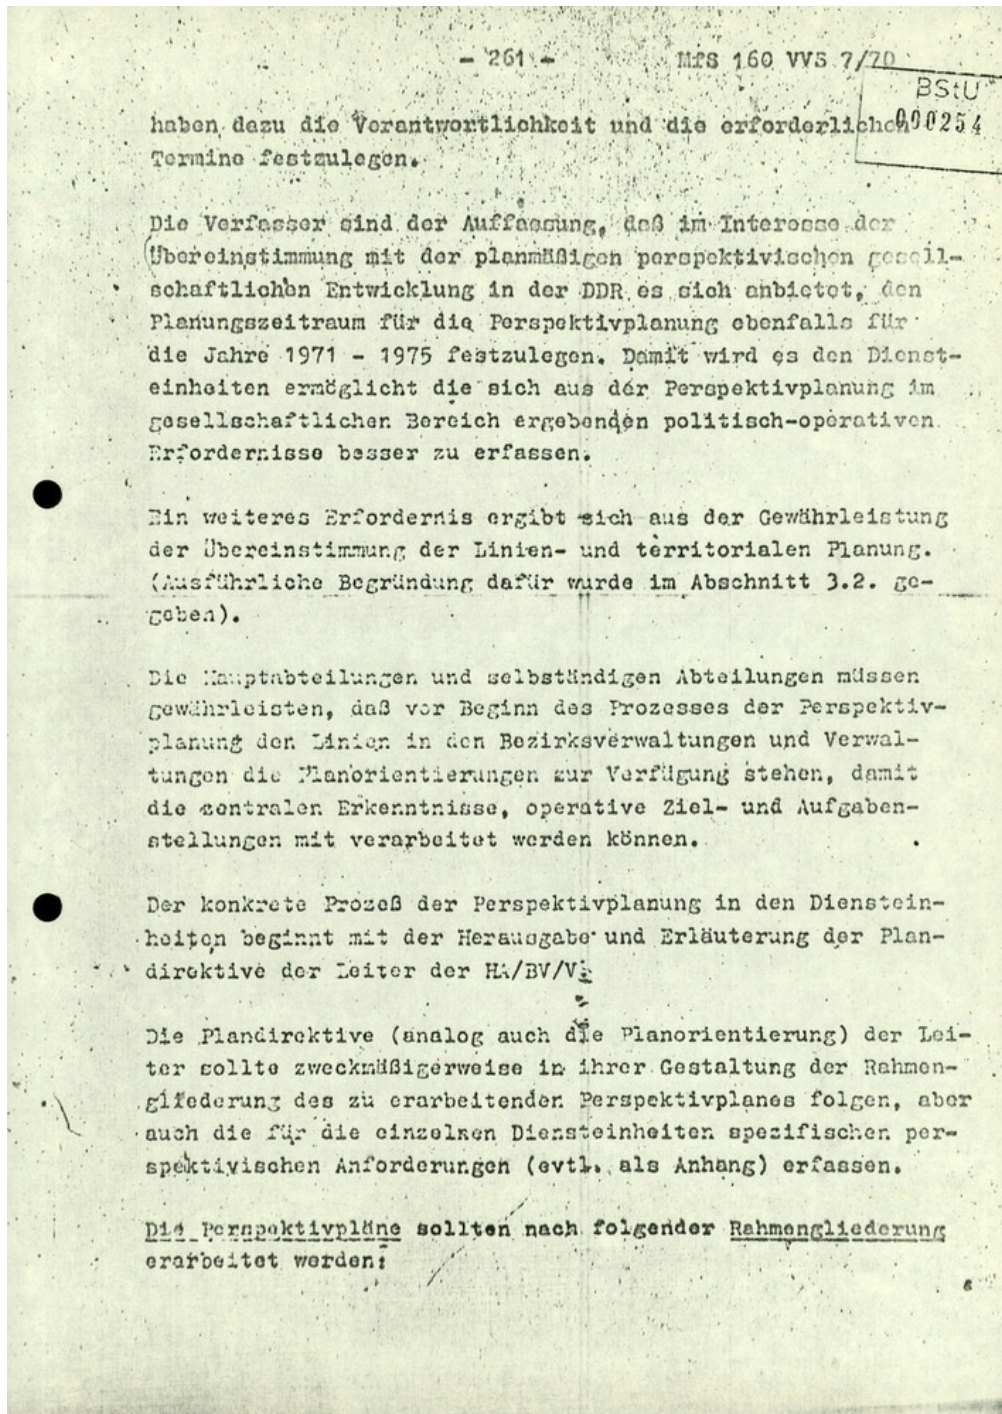 - 261 -
MfS 160 VVS 7/70
BStU
000254
haben dazu die Verantwortlichkeit und die erforderlichen
Termine festzulegen.
Die Verfasser sind der Auffassung, daß im Interesse der
Übereinstimmung mit der planmäßigen perspektivischen gesell-
schaftlichen Entwicklung in der DDR es sich anbietet, den
Planungszeitraum für die Perspektivplanung ebenfalls für
die Jahre 1971 - 1975 festzulegen. Damit wird es den Dienst-
einheiten ermöglicht die sich aus der Perspektivplanung im
gesellschaftlichen Bereich ergebenden politisch-operativen
Erfordernisse besser zu erfassen.
Ein weiteres Erfordernis ergibt sich aus der Gewährleistung
der Übereinstimmung der Linien- und territorialen Planung.
(Ausführliche Begründung dafür wurde im Abschnitt 3.2. ge-
geben).
Die Hauptabteilungen und selbständigen Abteilungen müssen
gewährleisten, daß vor Beginn des Prozesses der Perspektiv-
planung den Linien in den Bezirksverwaltungen und Verwal-
tungen die Planorientierungen zur Verfügung stehen, damit
die zentralen Erkenntnisse, operative Ziel- und Aufgaben-
stellungen mit verarbeitet werden können.
Der konkrete Prozeß der Perspektivplanung in den Dienstein-
heiten beginnt mit der Herausgabe und Erläuterung der Plan-
direktive der Leiter der HA/BV/V.
Die Plandirektive (analog auch die Planorientierung) der Lei-
ter sollte zweckmäßigerweise in ihrer Gestaltung der Rahmen-
gliederung des zu erarbeitenden Perspektivplanes folgen, aber
auch die für die einzelnen Diensteinheiten spezifischen per-
spektivischen Anforderungen (evtl. als Anhang) erfassen.
Die Perspektivpläne sollten nach folgender Rahmengliederung
erarbeitet werden: